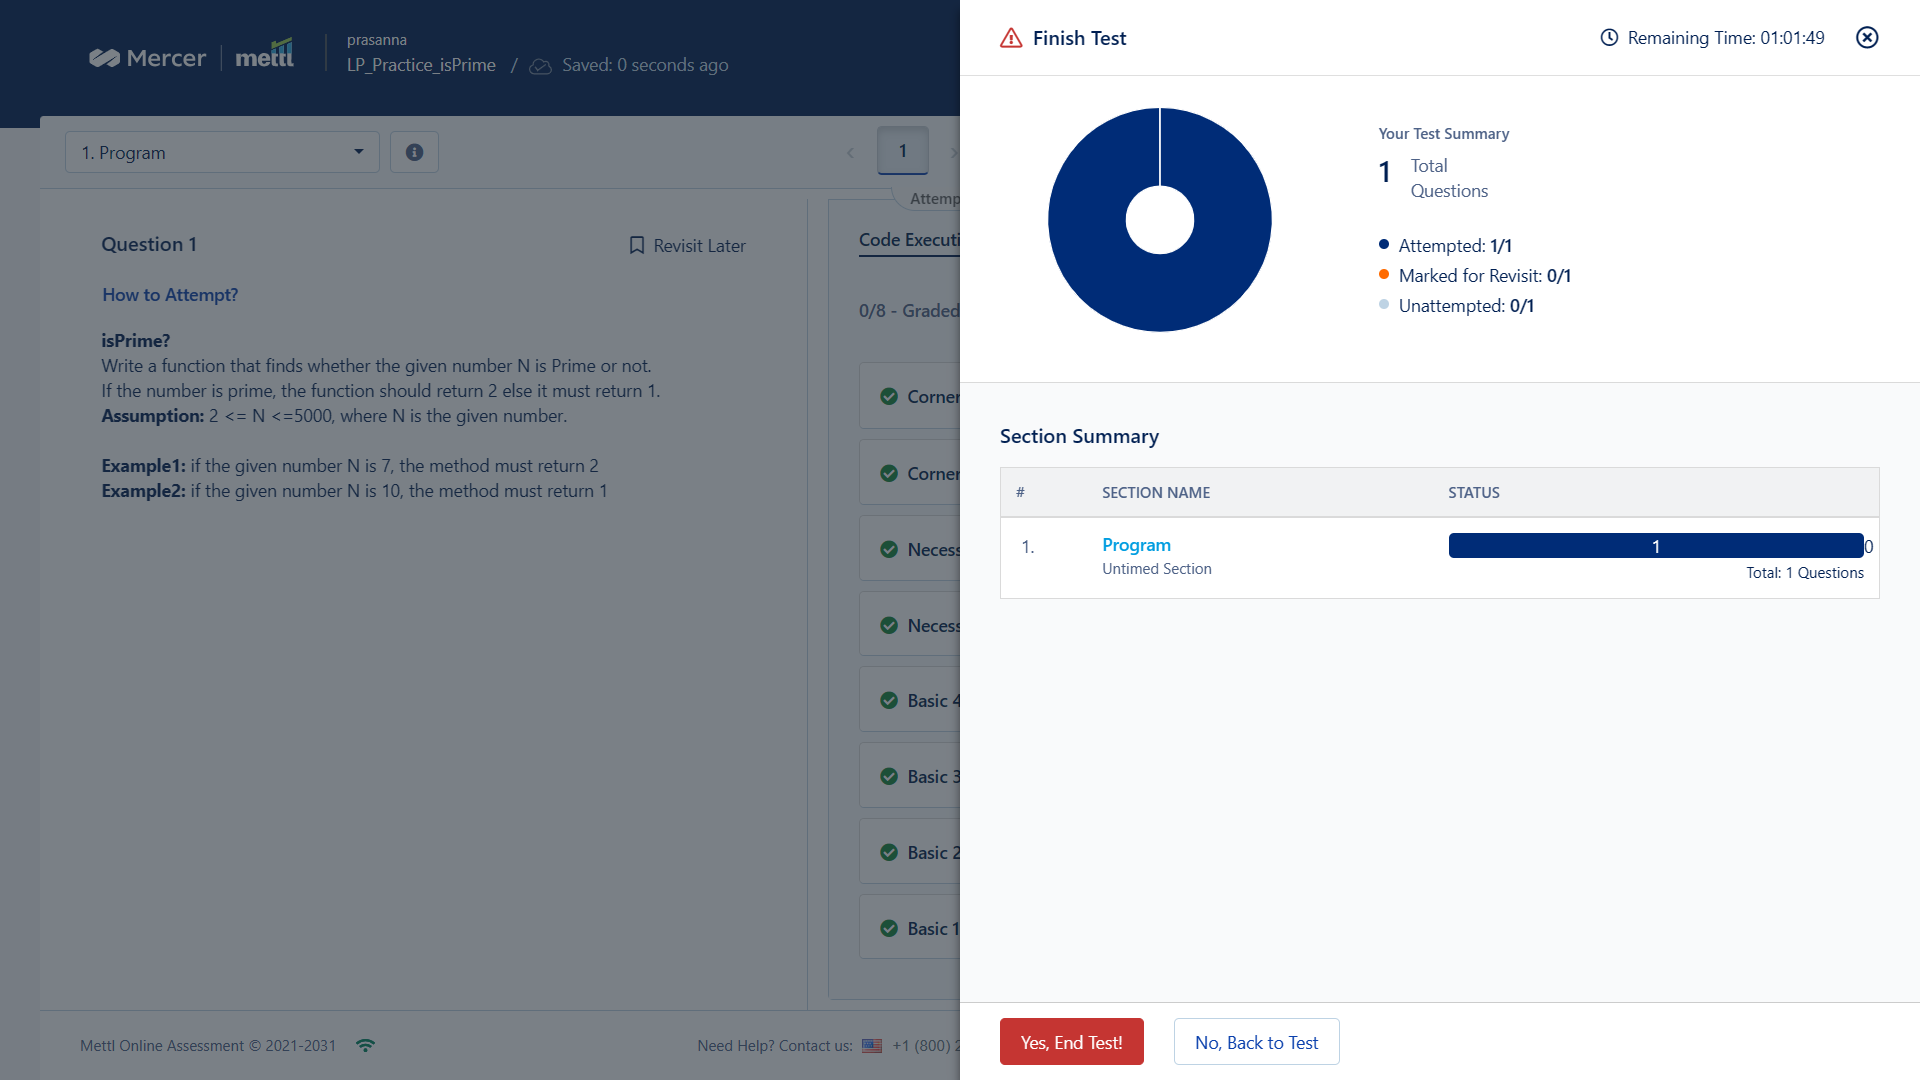 Mercer mettl
prasanna
LP_Practice_isPrime / Saved: 0 seconds ago
1. Program
1
Question 1
Revisit Later
How to Attempt?
isPrime?
Write a function that finds whether the given number N is Prime or not.
If the number is prime, the function should return 2 else it must return 1.
Assumption: 2 <= N <=5000, where N is the given number.
Example1: if the given number N is 7, the method must return 2
Example2: if the given number N is 10, the method must return 1
Attemp
Code Executi
0/8 - Graded
Corner
Corner
Necess
Necess
Basic 4
Basic 3
Basic 2
Basic 1
Mettl Online Assessment © 2021-2031
Need Help? Contact us: +1 (800) 2
Finish Test
Remaining Time: 01:01:49
Your Test Summary
1 Total
Questions
Attempted: 1/1
Marked for Revisit: 0/1
Unattempted: 0/1
Section Summary
# SECTION NAME STATUS
1. Program 1 0
Untimed Section Total: 1 Questions
Yes, End Test! No, Back to Test